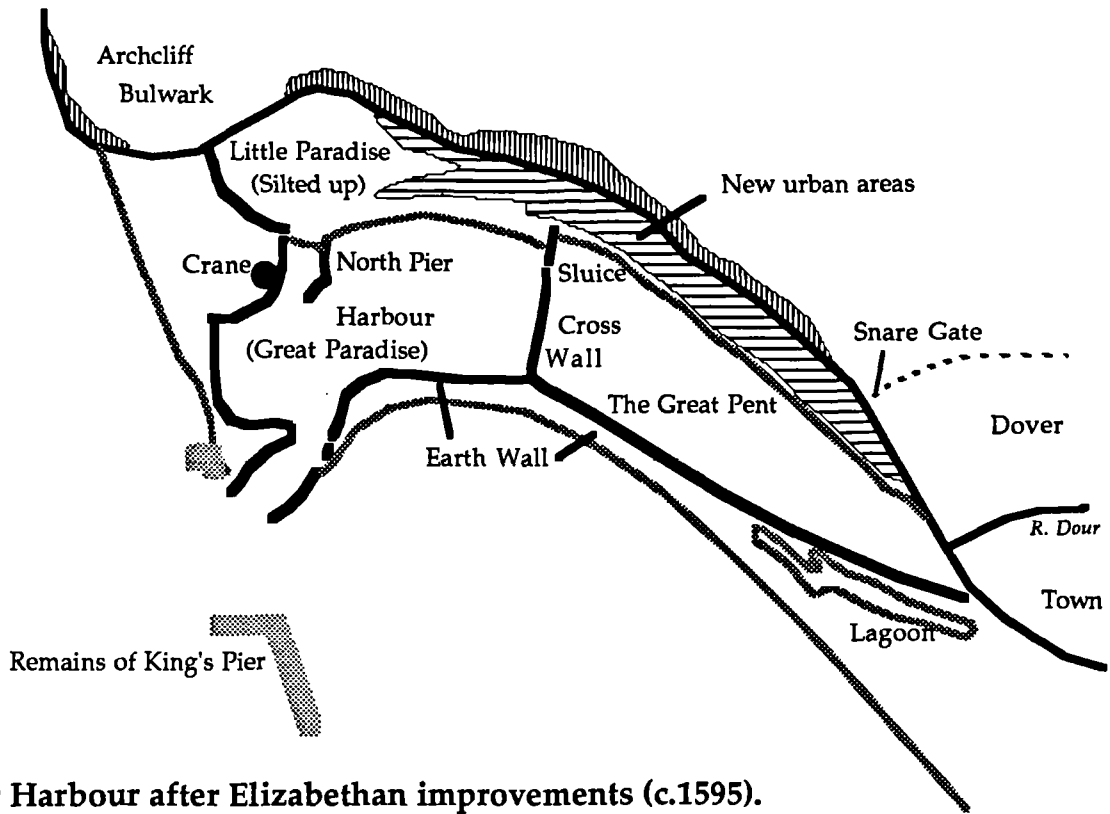 Archcliff
Bulwark
Little Paradise
(Silted up)
New urban areas
Crane
North Pier
Sluice
Harbour
(Great Paradise)
Cross
Wall
Snare Gate
The Great Pent
Dover
Earth Wall
R. Dour
Town
Lagoon
Remains of King's Pier
Harbour after Elizabethan improvements (c.1595).